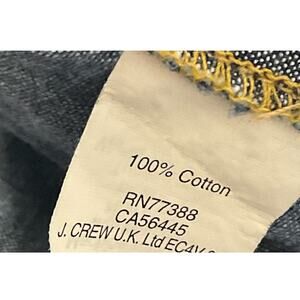 100% Cotton
RN77388
CA56445
J. CREW U.K. Ltd EC4V